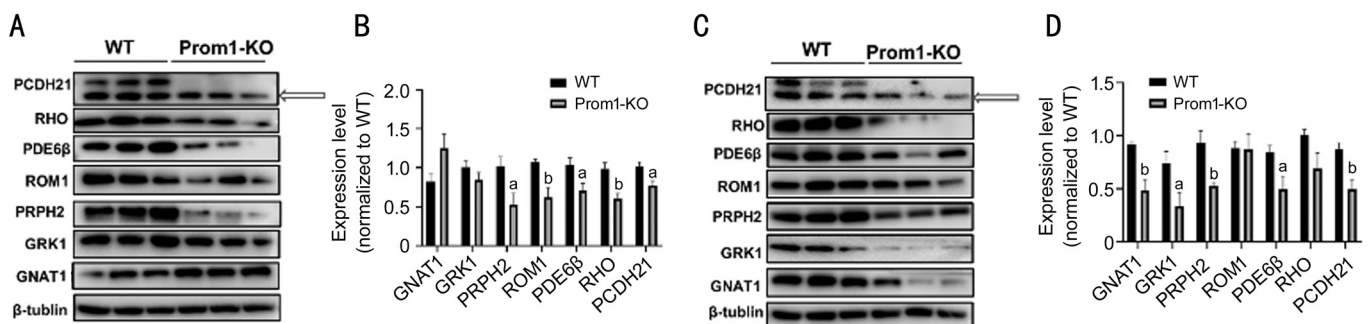 A
WT Prom1-KO
PCDH21
RHO
PDE6β
ROM1
PRPH2
GRK1
GNAT1
β-tublin
B
Expression level
(normalized to WT)
2.0
1.5
1.0
0.5
0
WT
Prom1-KO
a
b
a
b
a
GNAT1
GRK1
PRPH2
ROM1
PDE6β
RHO
PCDH21
C
WT Prom1-KO
PCDH21
RHO
PDE6β
ROM1
PRPH2
GRK1
GNAT1
β-tublin
D
Expression level
(normalized to WT)
1.5
1.0
0.5
0
WT
Prom1-KO
b
a
b
a
b
GNAT1
GRK1
PRPH2
ROM1
PDE6β
RHO
PCDH21